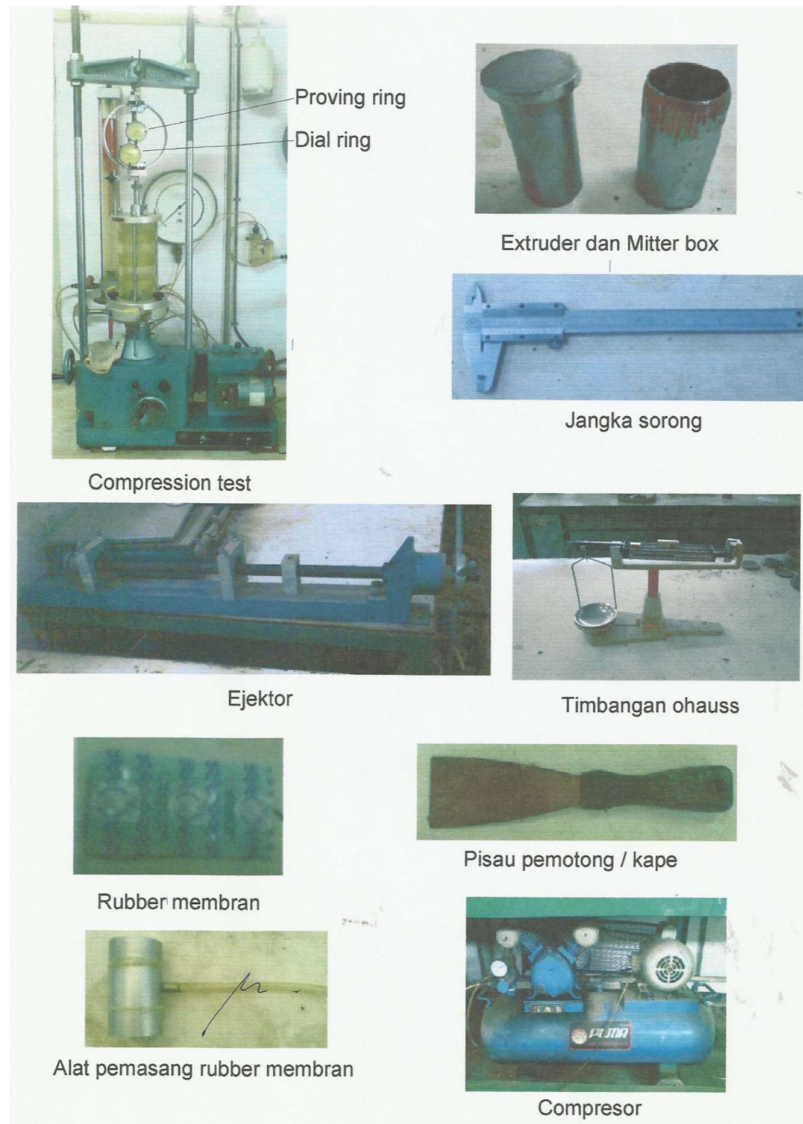 Proving ring
Dial ring
Compression test
Extruder dan Mitter box
Jangka sorong
Ejektor
Timbangan ohauss
Rubber membran
Pisau pemotong / kape
Alat pemasang rubber membran
PUMA
Compresor